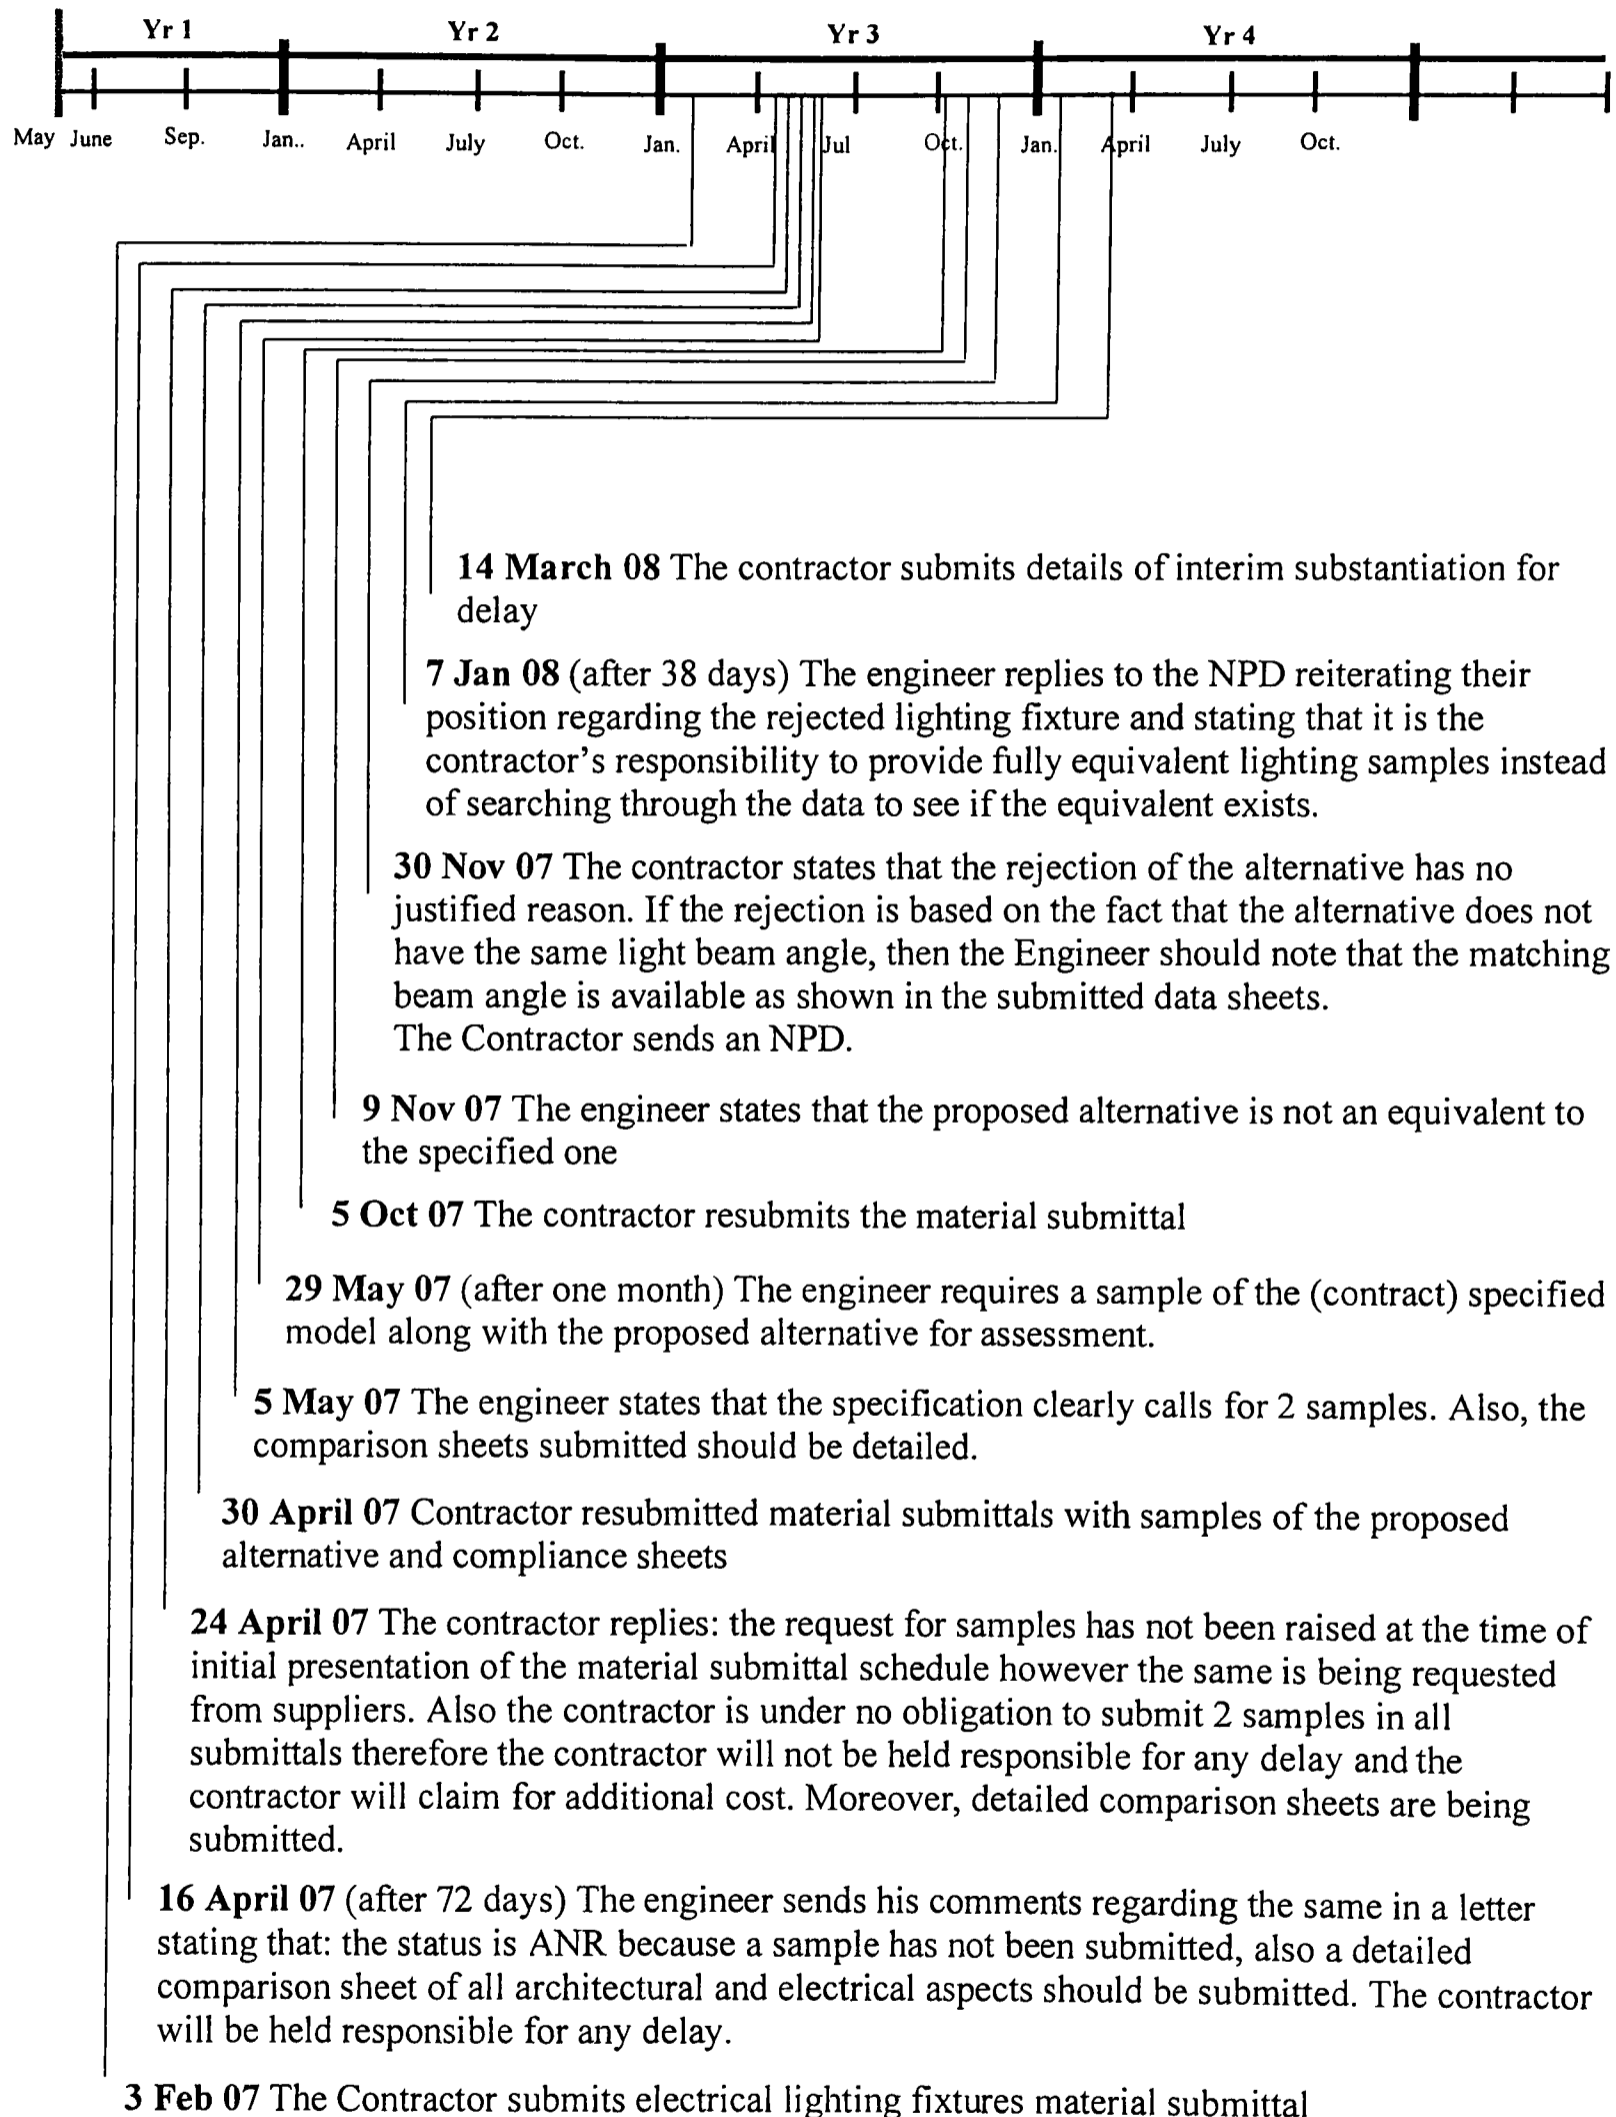 Yr 1 Yr 2 Yr 3 Yr 4
May June Sep. Jan.. April July Oct. Jan. April Jul Oct. Jan. April July Oct.
14 March 08 The contractor submits details of interim substantiation for
delay
7 Jan 08 (after 38 days) The engineer replies to the NPD reiterating their
position regarding the rejected lighting fixture and stating that it is the
contractor's responsibility to provide fully equivalent lighting samples instead
of searching through the data to see if the equivalent exists.
30 Nov 07 The contractor states that the rejection of the alternative has no
justified reason. If the rejection is based on the fact that the alternative does not
have the same light beam angle, then the Engineer should note that the matching
beam angle is available as shown in the submitted data sheets.
The Contractor sends an NPD.
9 Nov 07 The engineer states that the proposed alternative is not an equivalent to
the specified one
5 Oct 07 The contractor resubmits the material submittal
29 May 07 (after one month) The engineer requires a sample of the (contract) specified
model along with the proposed alternative for assessment.
5 May 07 The engineer states that the specification clearly calls for 2 samples. Also, the
comparison sheets submitted should be detailed.
30 April 07 Contractor resubmitted material submittals with samples of the proposed
alternative and compliance sheets
24 April 07 The contractor replies: the request for samples has not been raised at the time of
initial presentation of the material submittal schedule however the same is being requested
from suppliers. Also the contractor is under no obligation to submit 2 samples in all
submittals therefore the contractor will not be held responsible for any delay and the
contractor will claim for additional cost. Moreover, detailed comparison sheets are being
submitted.
16 April 07 (after 72 days) The engineer sends his comments regarding the same in a letter
stating that: the status is ANR because a sample has not been submitted, also a detailed
comparison sheet of all architectural and electrical aspects should be submitted. The contractor
will be held responsible for any delay.
3 Feb 07 The Contractor submits electrical lighting fixtures material submittal